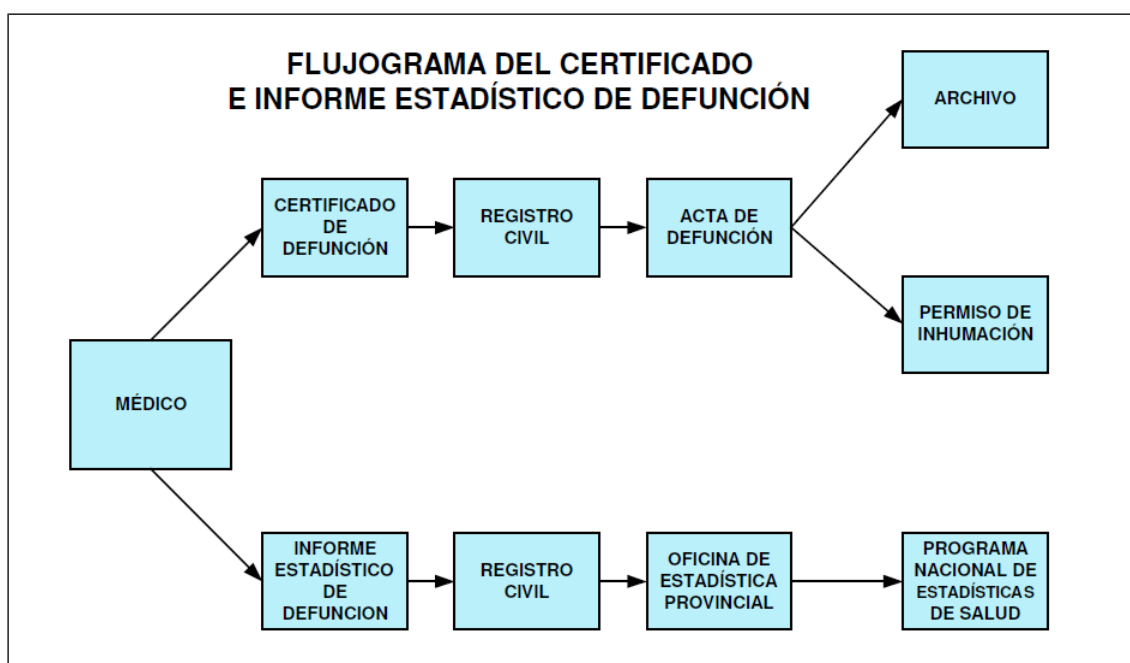 FLUJOGRAMA DEL CERTIFICADO
E INFORME ESTADÍSTICO DE DEFUNCIÓN
ARCHIVO
CERTIFICADO
DE
DEFUNCIÓN
REGISTRO
CIVIL
ACTA DE
DEFUNCIÓN
PERMISO DE
INHUMACIÓN
MÉDICO
INFORME
ESTADÍSTICO
DE
DEFUNCION
REGISTRO
CIVIL
OFICINA DE
ESTADÍSTICA
PROVINCIAL
PROGRAMA
NACIONAL DE
ESTADÍSTICAS
DE SALUD